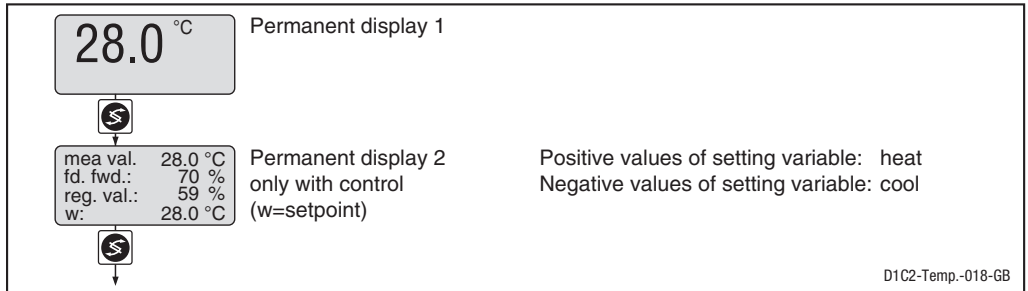 28.0 °C
Permanent display 1
mea val. 28.0 °C
fd. fwd.: 70 %
reg. val.: 59 %
w: 28.0 °C
Permanent display 2
only with control
(w=setpoint)
Positive values of setting variable: heat
Negative values of setting variable: cool
D1C2-Temp.-018-GB